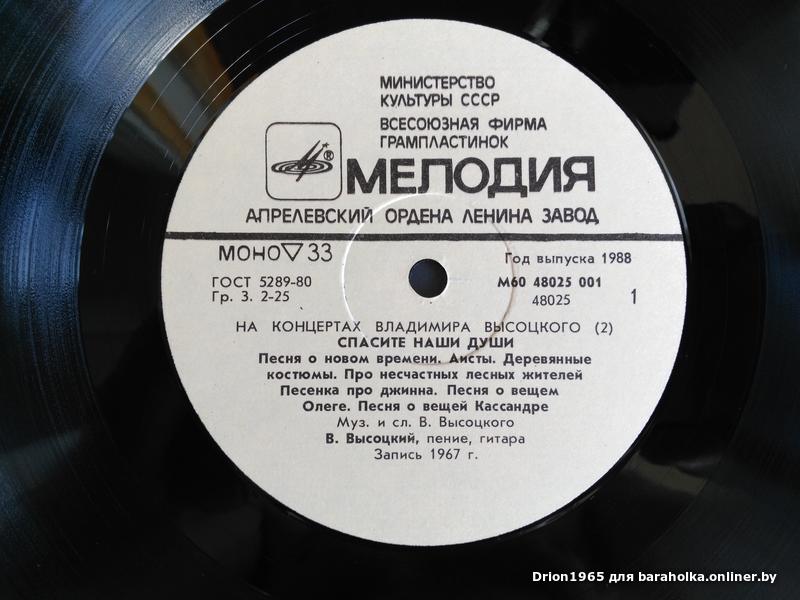 МИНИСТЕРСТВО
КУЛЬТУРЫ СССР
ВСЕСОЮЗНАЯ ФИРМА
ГРАМПЛАСТИНОК
®
МЕЛОДИЯ
АПРЕЛЕВСКИЙ ОРДЕНА ЛЕНИНА ЗАВОД
МОНО ▽ 33
Год выпуска 1988
ГОСТ 5289-80
М60 48025 001
Гр. 3. 2-25
48025
1
НА КОНЦЕРТАХ ВЛАДИМИРА ВЫСОЦКОГО (2)
СПАСИТЕ НАШИ ДУШИ
Песня о новом времени. Аисты. Деревянные
костюмы. Про несчастных лесных жителей
Песенка про джинна. Песня о вещем
Олеге. Песня о вещей Кассандре
Муз. и сл. В. Высоцкого
В. Высоцкий, пение, гитара
Запись 1967 г.
Drion1965 для baraholka.onliner.by